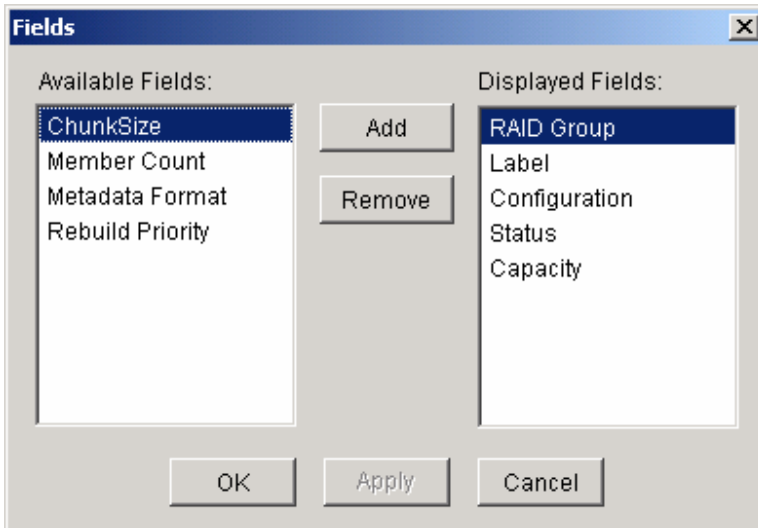 Fields
Available Fields:
ChunkSize
Member Count
Metadata Format
Rebuild Priority
Add
Remove
Displayed Fields:
RAID Group
Label
Configuration
Status
Capacity
OK
Apply
Cancel